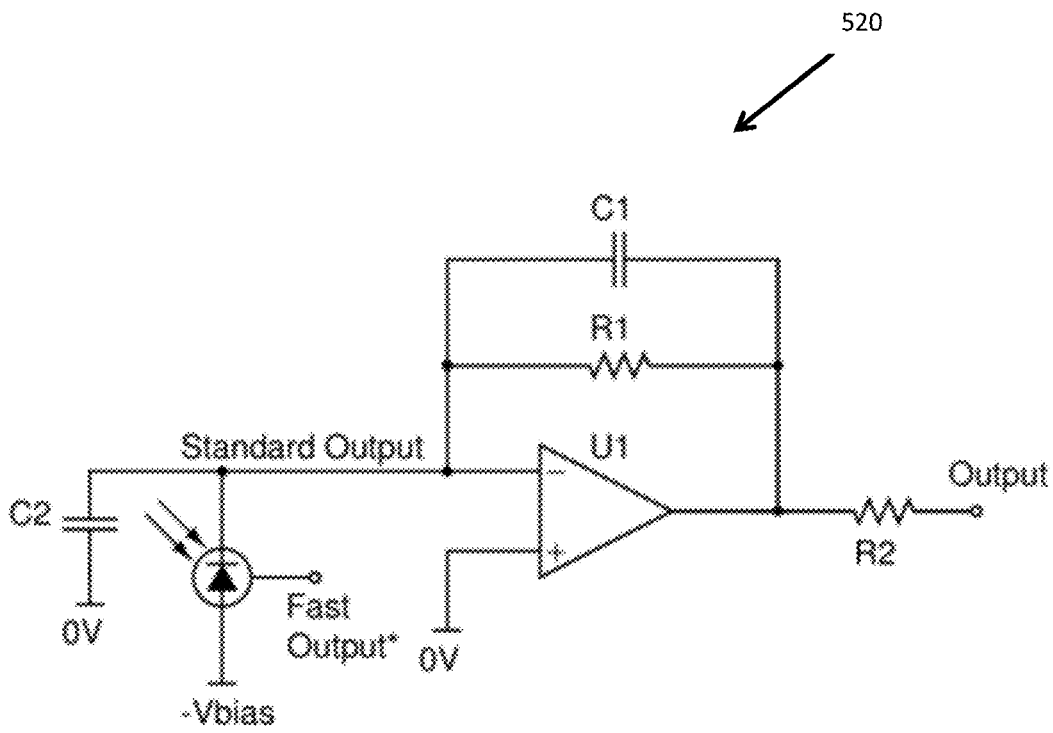 520
C1
R1
Standard Output
U1
−
+
Output
C2
R2
Fast
Output*
0V
0V
-Vbias